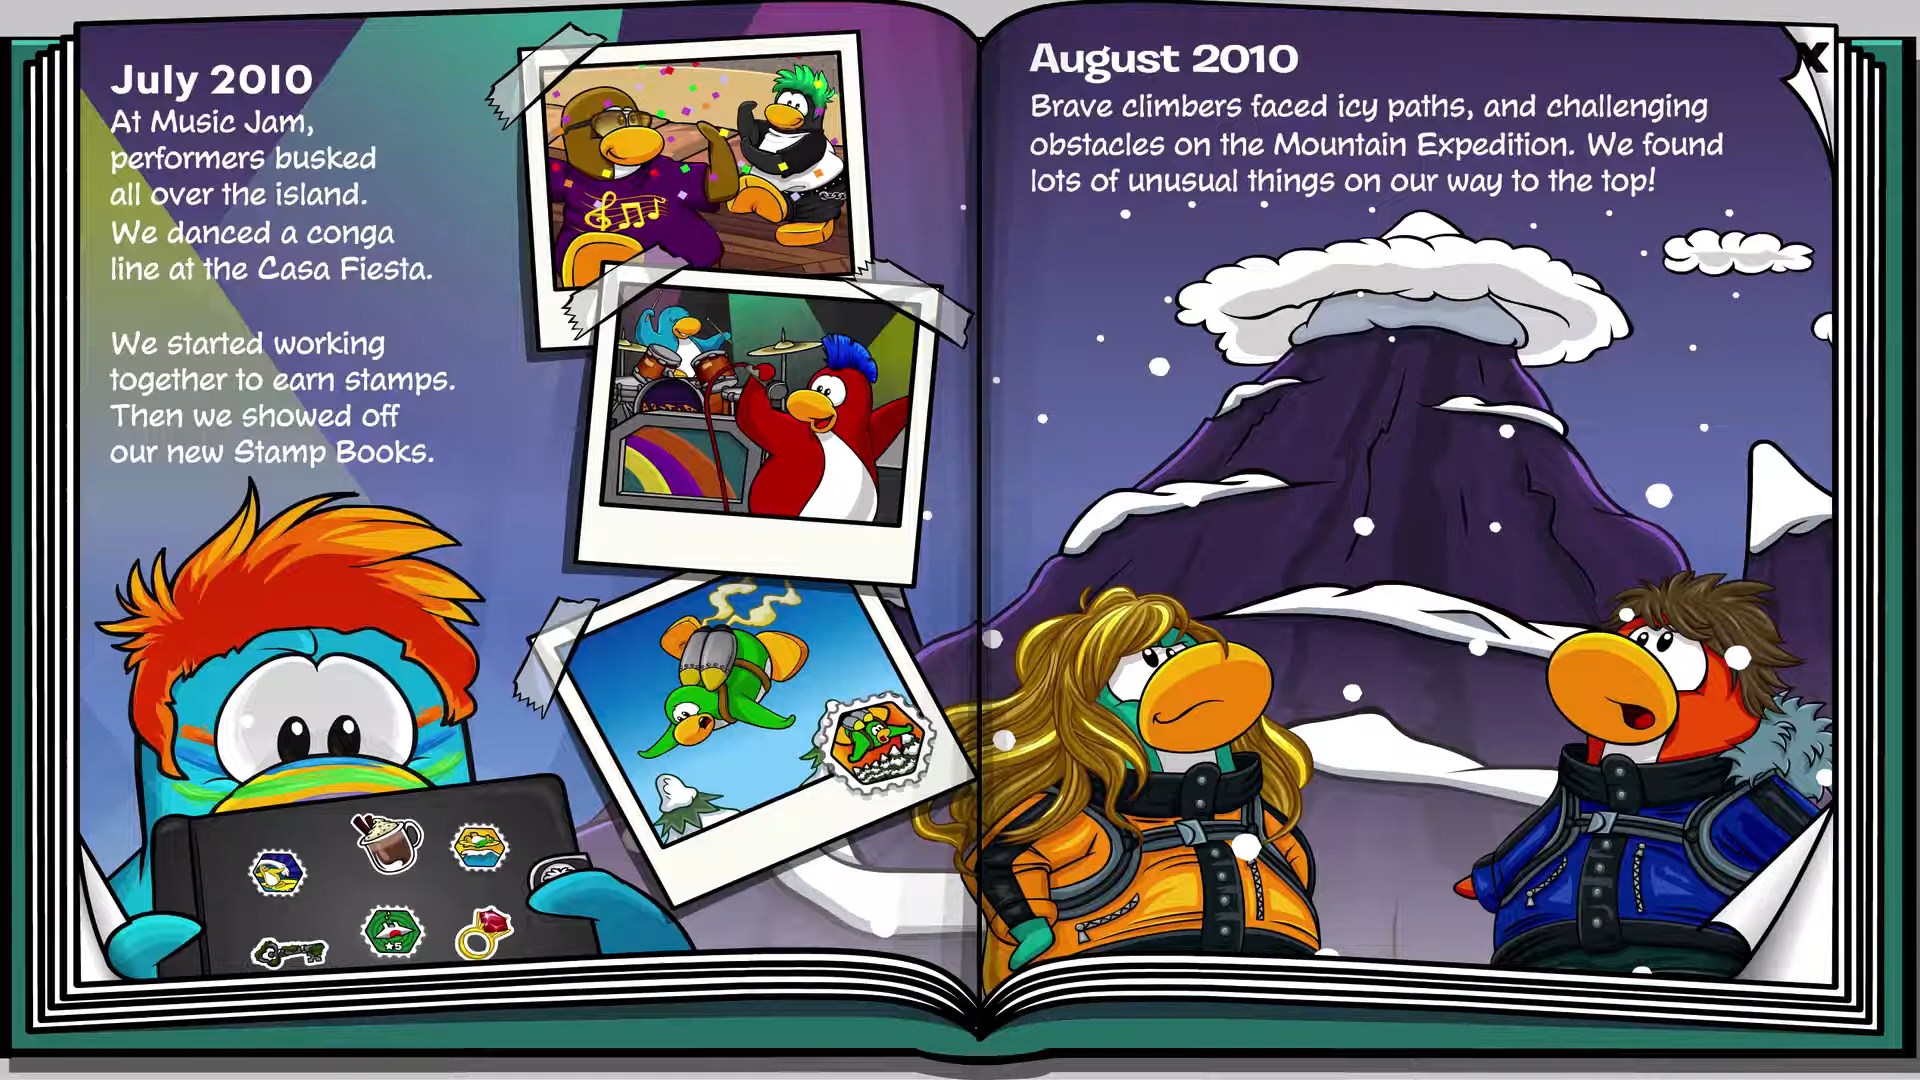 July 2010
At Music Jam,
performers busked
all over the island.
We danced a conga
line at the Casa Fiesta.
We started working
together to earn stamps.
Then we showed off
our new Stamp Books.
★5
August 2010
Brave climbers faced icy paths, and challenging
obstacles on the Mountain Expedition. We found
lots of unusual things on our way to the top!
X